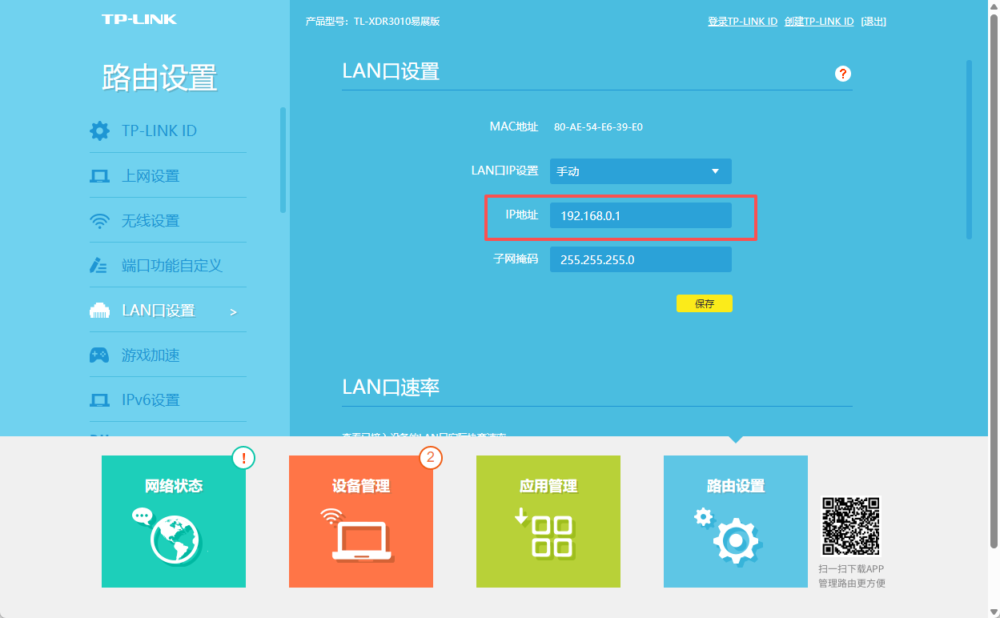 TP-LINK
产品型号：TL-XDR3010易展版
登录TP-LINK ID 创建TP-LINK ID [退出]
路由设置
TP-LINK ID
上网设置
无线设置
端口功能自定义
LAN口设置 >
游戏加速
IPv6设置
LAN口设置
?
MAC地址 80-AE-54-E6-39-E0
LAN口IP设置 手动
IP地址 192.168.0.1
子网掩码 255.255.255.0
保存
LAN口速率
网络状态 !
设备管理 2
应用管理
路由设置
扫一扫下载APP
管理路由更方便